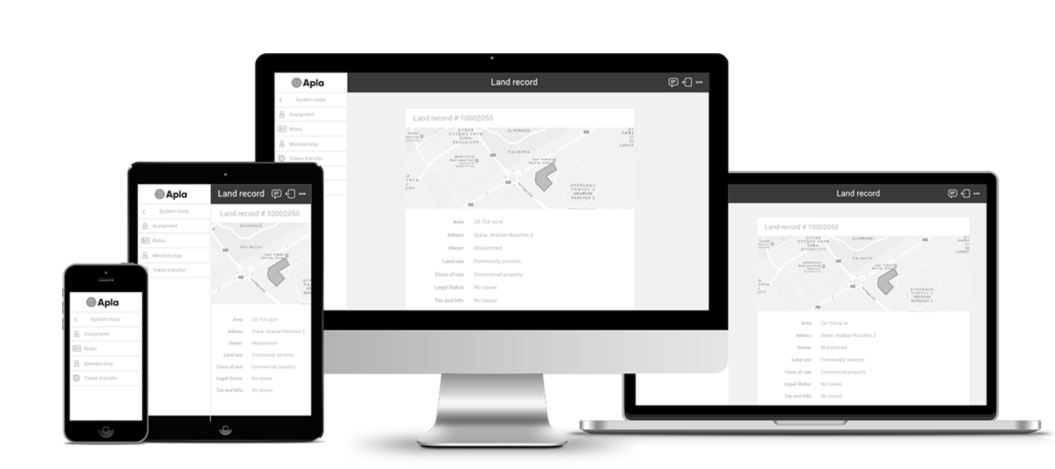 Apla
Land record
System tools
Assigment
Roles
Membership
Token transfer
Land record # 10002050
PALMERA
Area 24.704 sq m
Adress Dubai. Arabian Ranches 2
Owner Muhammed
Land use Community services
Class of use Commercial property
Legal Status No issues
Tax and bills No issues
Apla
Land record
System tools
Assigment
Roles
Membership
Token transfer
Land record # 10002050
PALMERA
Area 24.704 sq m
Adress Dubai. Arabian Ranches 2
Owner Muhammed
Land use Community services
Class of use Commercial property
Legal Status No issues
Tax and bills No issues
Apla
System tools
Assigment
Roles
Membership
Token transfer
Land record
Land record # 10002050
PALMERA
Area 24.704 sq m
Adress Dubai. Arabian Ranches 2
Owner Muhammed
Land use Community services
Class of use Commercial property
Legal Status No issues
Tax and bills No issues